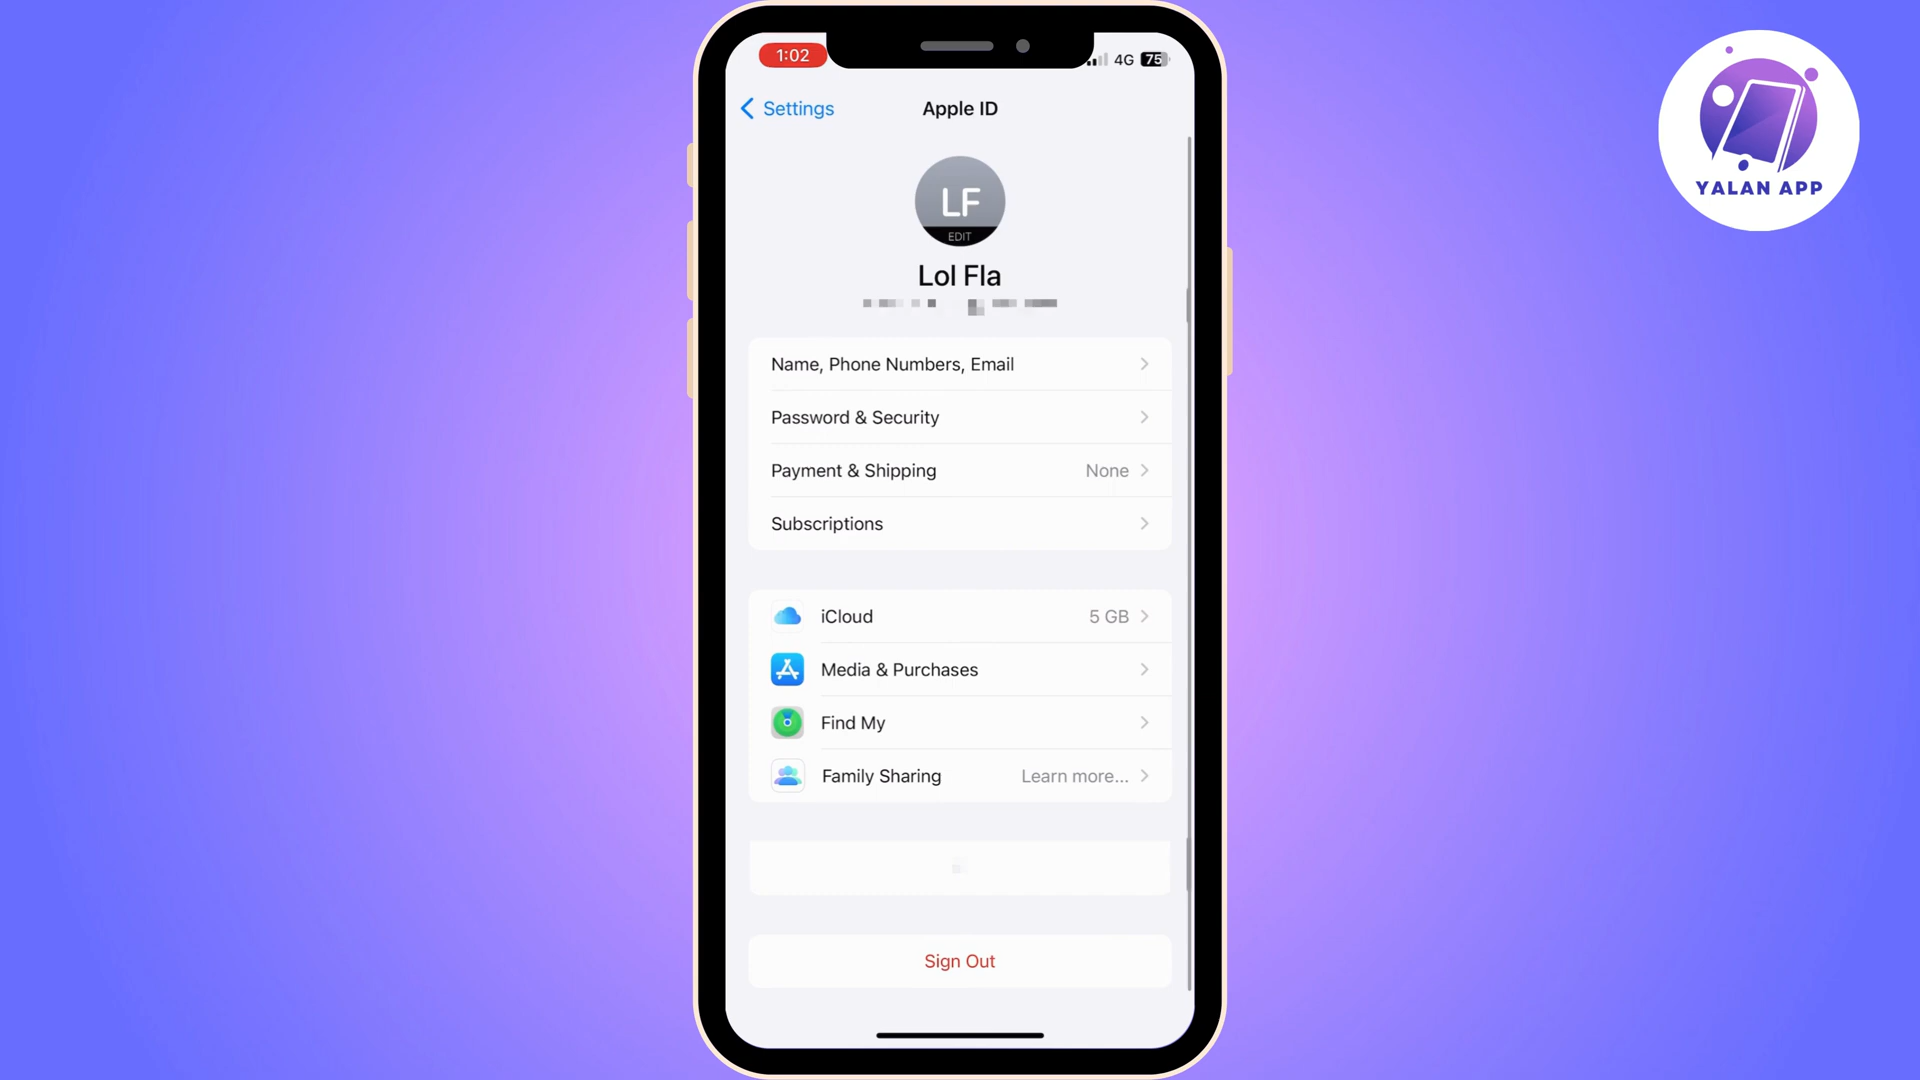 1:02
4G 75
Settings
Apple ID
LF
EDIT
Lol Fla
Name, Phone Numbers, Email
Password & Security
Payment & Shipping None
Subscriptions
iCloud 5 GB
Media & Purchases
Find My
Family Sharing Learn more...
Sign Out
YALAN APP